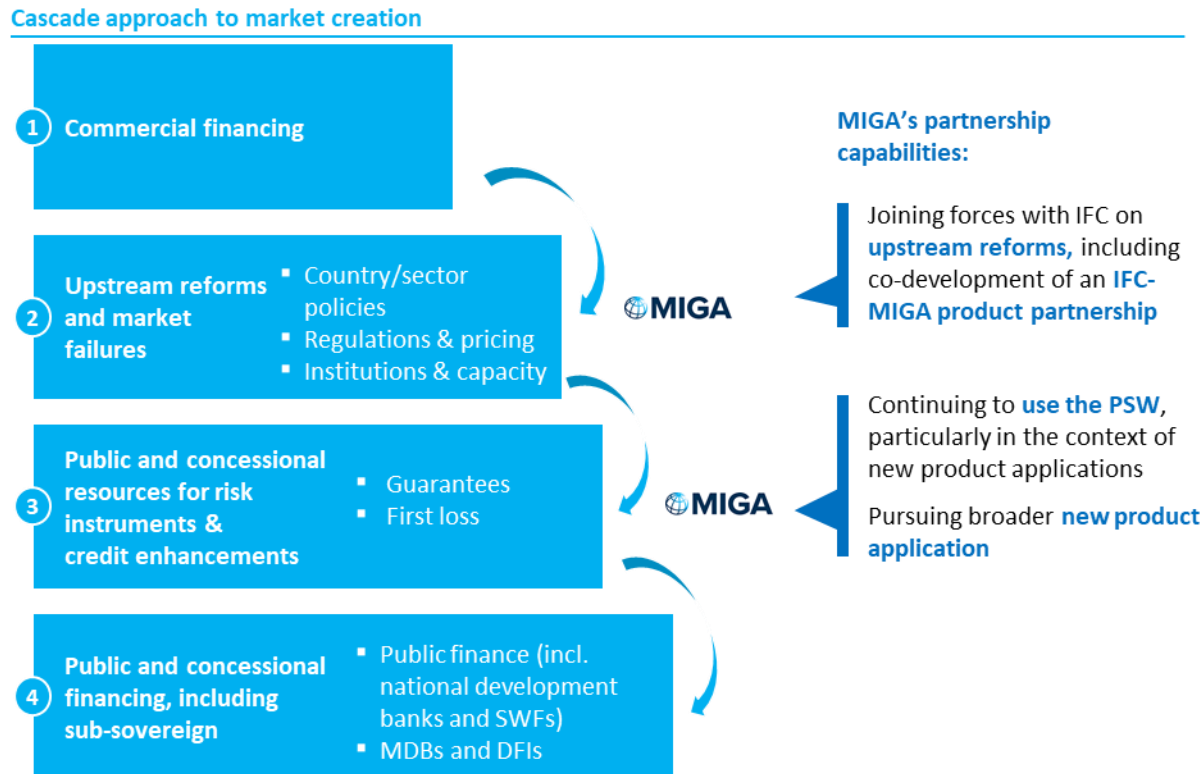 Cascade approach to market creation
1
Commercial financing
2
Upstream reforms
and market
failures
▪ Country/sector
policies
▪ Regulations & pricing
▪ Institutions & capacity
MIGA
3
Public and concessional
resources for risk
instruments &
credit enhancements
▪ Guarantees
▪ First loss
MIGA
4
Public and concessional
financing, including
sub-sovereign
▪ Public finance (incl.
national development
banks and SWFs)
▪ MDBs and DFIs
MIGA’s partnership
capabilities:
Joining forces with IFC on
upstream reforms, including
co-development of an IFC-
MIGA product partnership
Continuing to use the PSW,
particularly in the context of
new product applications
Pursuing broader new product
application